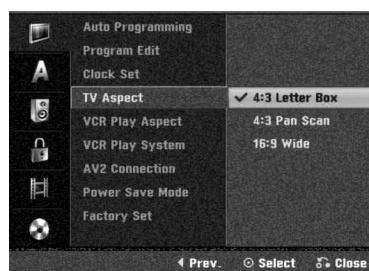 Auto Programming
Program Edit
A
Clock Set
TV Aspect
✓ 4:3 Letter Box
VCR Play Aspect
4:3 Pan Scan
VCR Play System
16:9 Wide
AV2 Connection
Power Save Mode
Factory Set
Prev. Select Close